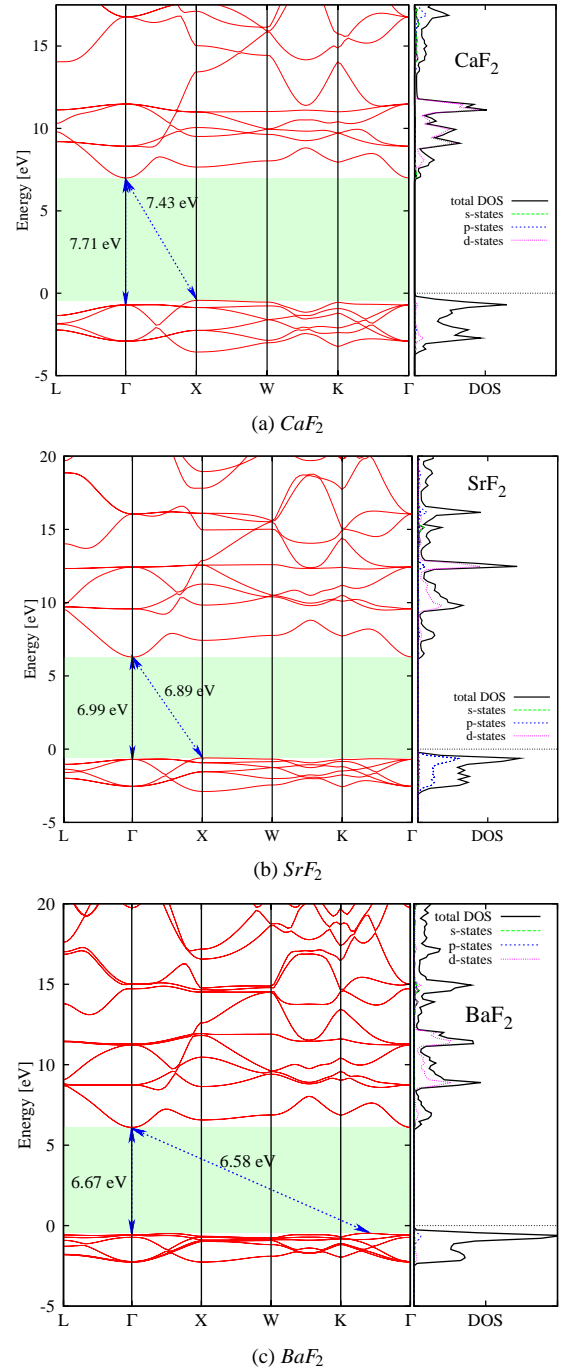 15
10
5
0
-5
Energy [eV]
7.43 eV
7.71 eV
L Γ X W K Γ
CaF2
total DOS
s-states
p-states
d-states
DOS
(a) CaF2
20
15
10
5
0
-5
Energy [eV]
6.89 eV
6.99 eV
L Γ X W K Γ
SrF2
total DOS
s-states
p-states
d-states
DOS
(b) SrF2
20
15
10
5
0
-5
Energy [eV]
6.58 eV
6.67 eV
L Γ X W K Γ
total DOS
s-states
p-states
d-states
BaF2
DOS
(c) BaF2